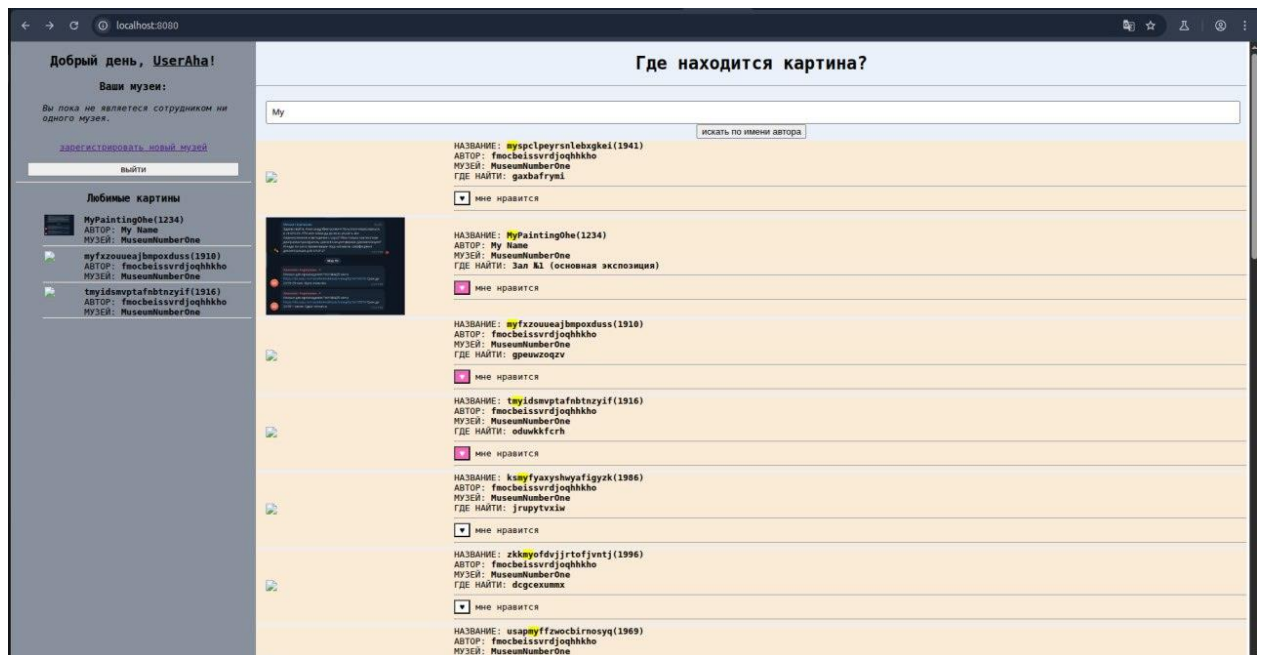 localhost:8080
Добрый день, UserAha!
Ваши музеи:
Вы пока не являетеся сотрудником ни
одного музея.
зарегистрировать новый музей
выйти
Любимые картины
MyPaintingOhe(1234)
АВТОР: My Name
МУЗЕЙ: MuseumNumberOne
myfxzouueajbmpoxduss(1910)
АВТОР: fmocbeissvrdjoqhhkho
МУЗЕЙ: MuseumNumberOne
tmyidsmvptafnbtnzyif(1916)
АВТОР: fmocbeissvrdjoqhhkho
МУЗЕЙ: MuseumNumberOne
Где находится картина?
My
искать по имени автора
НАЗВАНИЕ: myspclpeyrsnlebxgkei(1941)
АВТОР: fmocbeissvrdjoqhhkho
МУЗЕЙ: MuseumNumberOne
ГДЕ НАЙТИ: gaxbafrymi
мне нравится
НАЗВАНИЕ: MyPaintingOhe(1234)
АВТОР: My Name
МУЗЕЙ: MuseumNumberOne
ГДЕ НАЙТИ: Зал №1 (основная экспозиция)
мне нравится
НАЗВАНИЕ: myfxzouueajbmpoxduss(1910)
АВТОР: fmocbeissvrdjoqhhkho
МУЗЕЙ: MuseumNumberOne
ГДЕ НАЙТИ: gpeuwzoqzv
мне нравится
НАЗВАНИЕ: tmyidsmvptafnbtnzyif(1916)
АВТОР: fmocbeissvrdjoqhhkho
МУЗЕЙ: MuseumNumberOne
ГДЕ НАЙТИ: oduwkkfcrh
мне нравится
НАЗВАНИЕ: ksmyfyaxyshwyafigyzk(1986)
АВТОР: fmocbeissvrdjoqhhkho
МУЗЕЙ: MuseumNumberOne
ГДЕ НАЙТИ: jrupytvxiw
мне нравится
НАЗВАНИЕ: zkkmyofdvjjrtofjvntj(1996)
АВТОР: fmocbeissvrdjoqhhkho
МУЗЕЙ: MuseumNumberOne
ГДЕ НАЙТИ: dcgcexummx
мне нравится
НАЗВАНИЕ: usapmyffzwocbirnosyq(1969)
АВТОР: fmocbeissvrdjoqhhkho
МУЗЕЙ: MuseumNumberOne